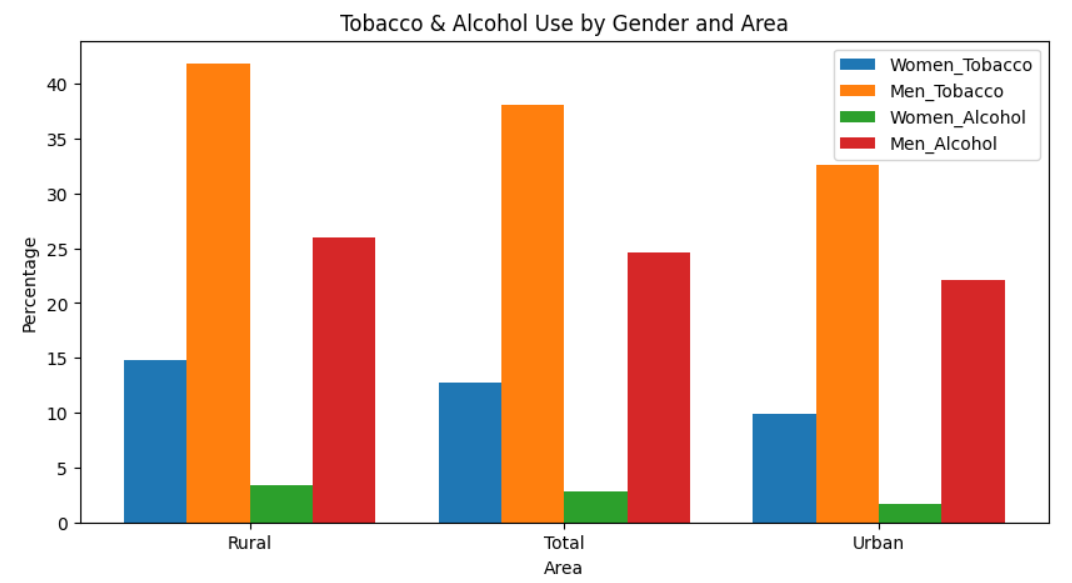 Tobacco & Alcohol Use by Gender and Area
Women_Tobacco
Men_Tobacco
Women_Alcohol
Men_Alcohol
Percentage
40
35
30
25
20
15
10
5
0
Rural
Total
Urban
Area